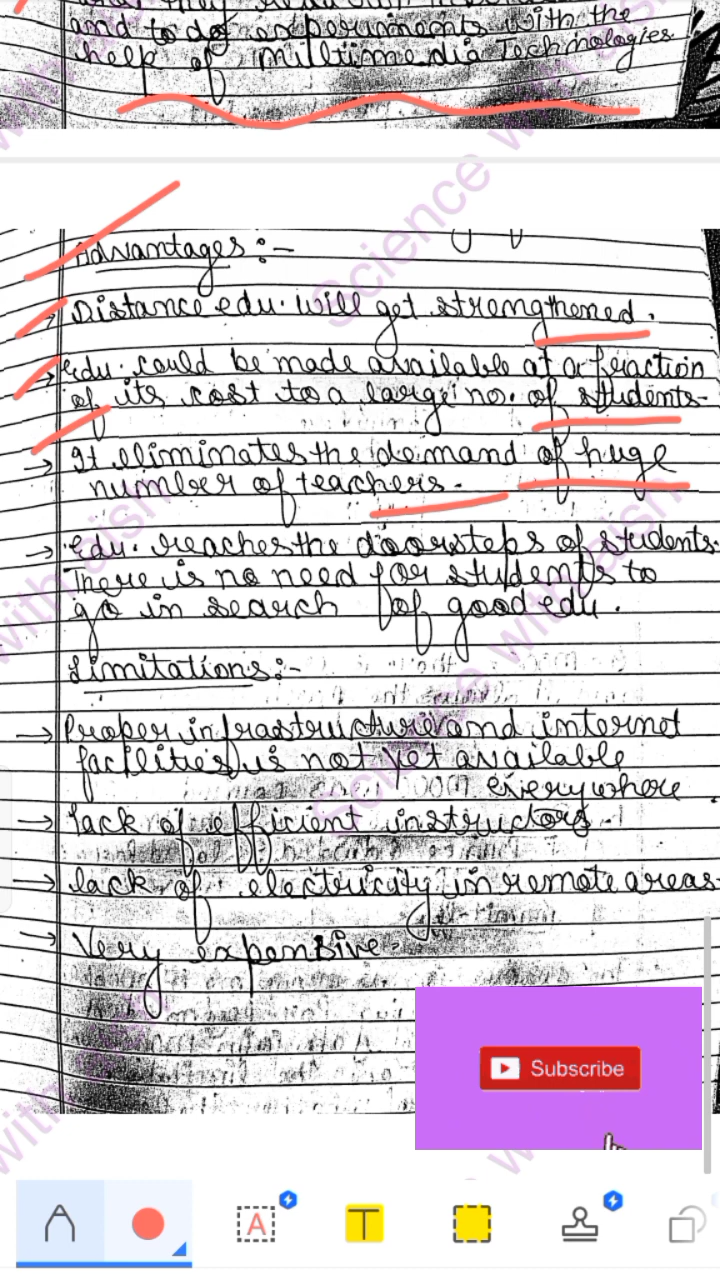 and to do experiments with the
help of multimedia Technologies
Advantages :-
→ Distance edu. will get strengthened.
→ Edu. could be made available at a fraction
of its cost to a large no. of students-
→ It eliminates the demand of huge
number of teachers.
→ Edu. reaches the doorsteps of students.
There is no need for students to
go in search of good edu.
Limitations :-
→ Proper infrastructure and internet
facilities is not yet available
everywhere.
→ lack of efficient instructors.
→ lack of electricity in remote areas-
→ Very expensive.
Science with aish
Subscribe
A
T